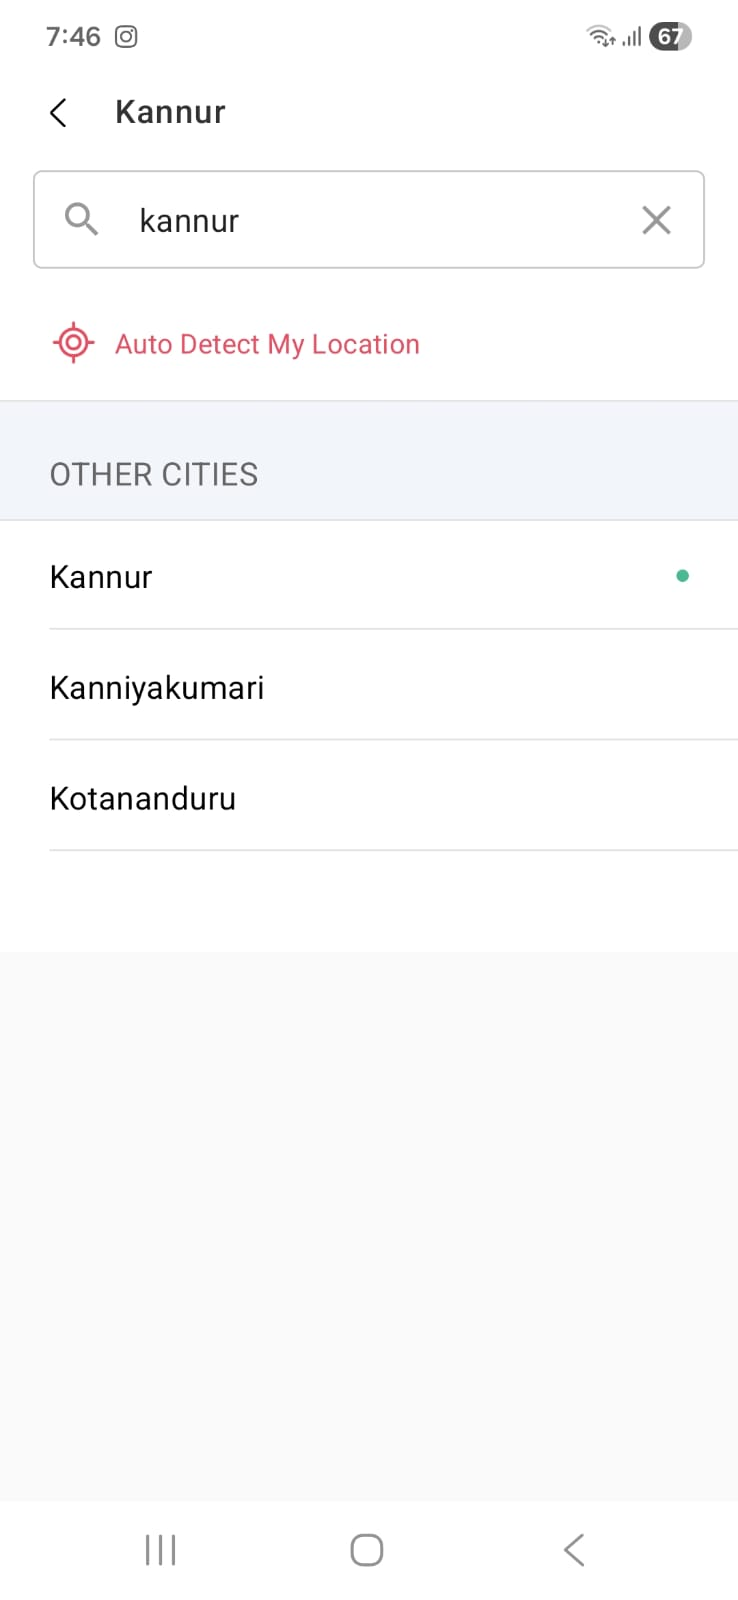 7:46
67
Kannur
kannur
Auto Detect My Location
OTHER CITIES
Kannur
Kanniyakumari
Kotananduru